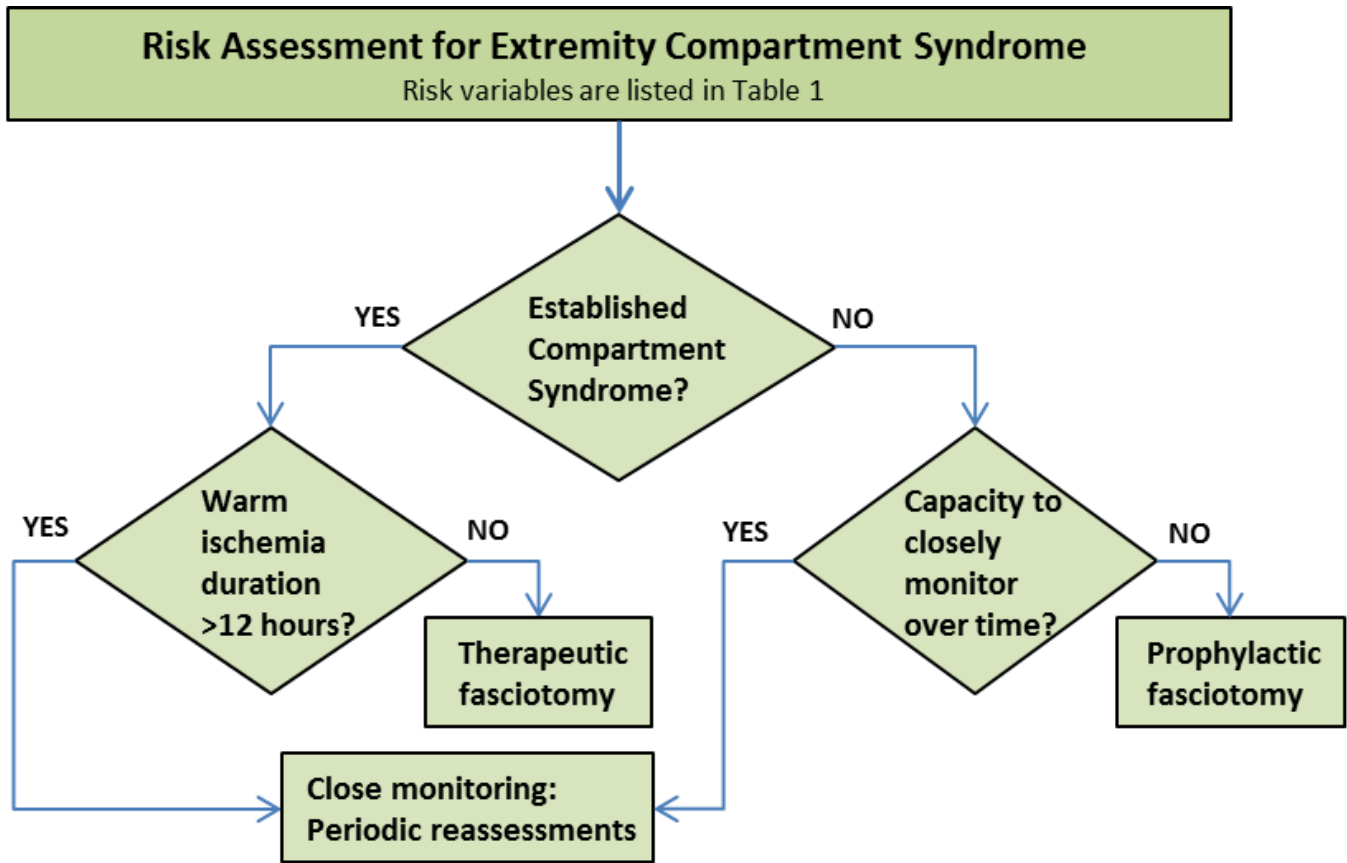 Risk Assessment for Extremity Compartment Syndrome
Risk variables are listed in Table 1
Established
Compartment
Syndrome?
YES
NO
Warm
ischemia
duration
>12 hours?
YES
NO
Capacity to
closely
monitor
over time?
YES
NO
Therapeutic
fasciotomy
Prophylactic
fasciotomy
Close monitoring:
Periodic reassessments